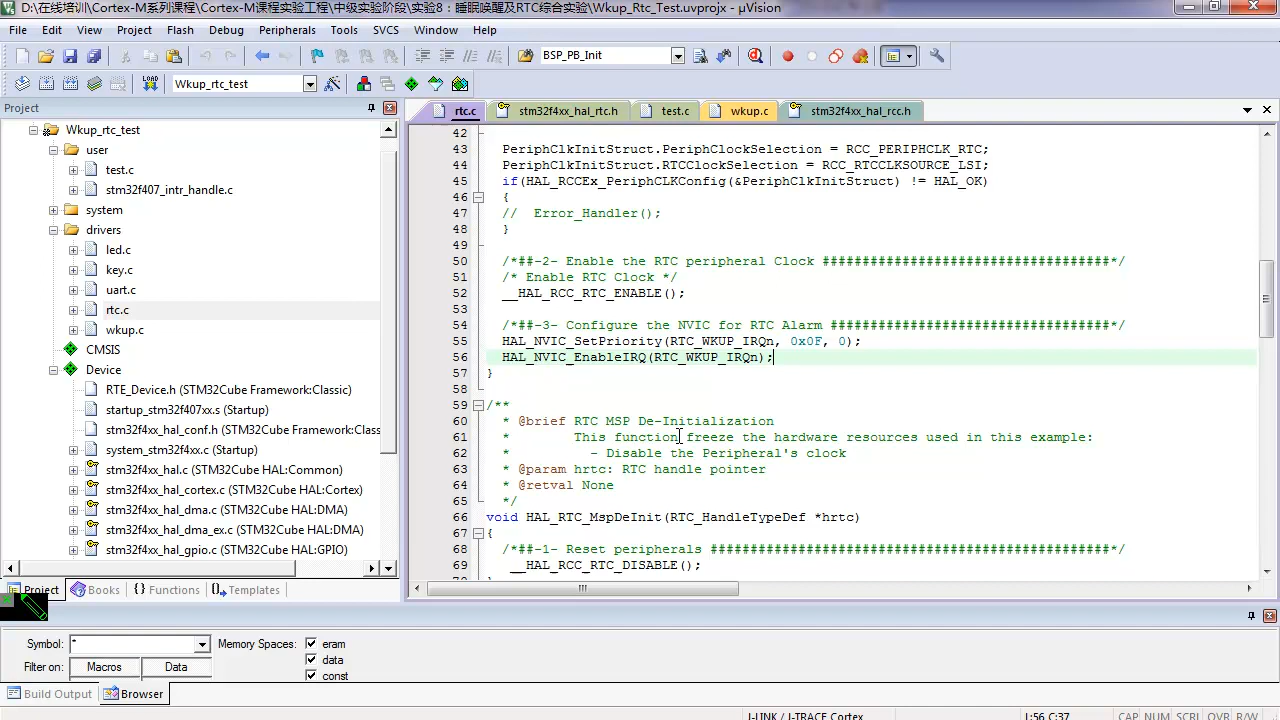 D:\在线培训\Cortex-M系列课程\Cortex-M课程实验工程\中级实验阶段\实验8：睡眠唤醒及RTC综合实验\Wkup_Rtc_Test.uvprojx - µVision
File Edit View Project Flash Debug Peripherals Tools SVCS Window Help
BSP_PB_Init
LOAD Wkup_rtc_test
Project
rtc.c stm32f4xx_hal_rtc.h test.c wkup.c stm32f4xx_hal_rcc.h
Wkup_rtc_test
user
test.c
stm32f407_intr_handle.c
system
drivers
led.c
key.c
uart.c
rtc.c
wkup.c
CMSIS
Device
RTE_Device.h (STM32Cube Framework:Classic)
startup_stm32f407xx.s (Startup)
stm32f4xx_hal_conf.h (STM32Cube Framework:Classic
system_stm32f4xx.c (Startup)
stm32f4xx_hal.c (STM32Cube HAL:Common)
stm32f4xx_hal_cortex.c (STM32Cube HAL:Cortex)
stm32f4xx_hal_dma.c (STM32Cube HAL:DMA)
stm32f4xx_hal_dma_ex.c (STM32Cube HAL:DMA)
stm32f4xx_hal_gpio.c (STM32Cube HAL:GPIO)
Project Books Functions Templates
42
43 PeriphClkInitStruct.PeriphClockSelection = RCC_PERIPHCLK_RTC;
44 PeriphClkInitStruct.RTCClockSelection = RCC_RTCCLKSOURCE_LSI;
45 if(HAL_RCCEx_PeriphCLKConfig(&PeriphClkInitStruct) != HAL_OK)
46 {
47 // Error_Handler();
48 }
49
50 /*##-2- Enable the RTC peripheral Clock ####################################*/
51 /* Enable RTC Clock */
52 __HAL_RCC_RTC_ENABLE();
53
54 /*##-3- Configure the NVIC for RTC Alarm ###################################*/
55 HAL_NVIC_SetPriority(RTC_WKUP_IRQn, 0x0F, 0);
56 HAL_NVIC_EnableIRQ(RTC_WKUP_IRQn);
57 }
58
59 /**
60 * @brief RTC MSP De-Initialization
61 * This function freeze the hardware resources used in this example:
62 * - Disable the Peripheral's clock
63 * @param hrtc: RTC handle pointer
64 * @retval None
65 */
66 void HAL_RTC_MspDeInit(RTC_HandleTypeDef *hrtc)
67 {
68 /*##-1- Reset peripherals ##################################################*/
69 __HAL_RCC_RTC_DISABLE();
Symbol: * Memory Spaces: eram
data
Filter on: Macros Data
const
Build Output Browser
J-LINK / J-TRACE Cortex L:56 C:37 CAP NUM SCRL OVR R/W